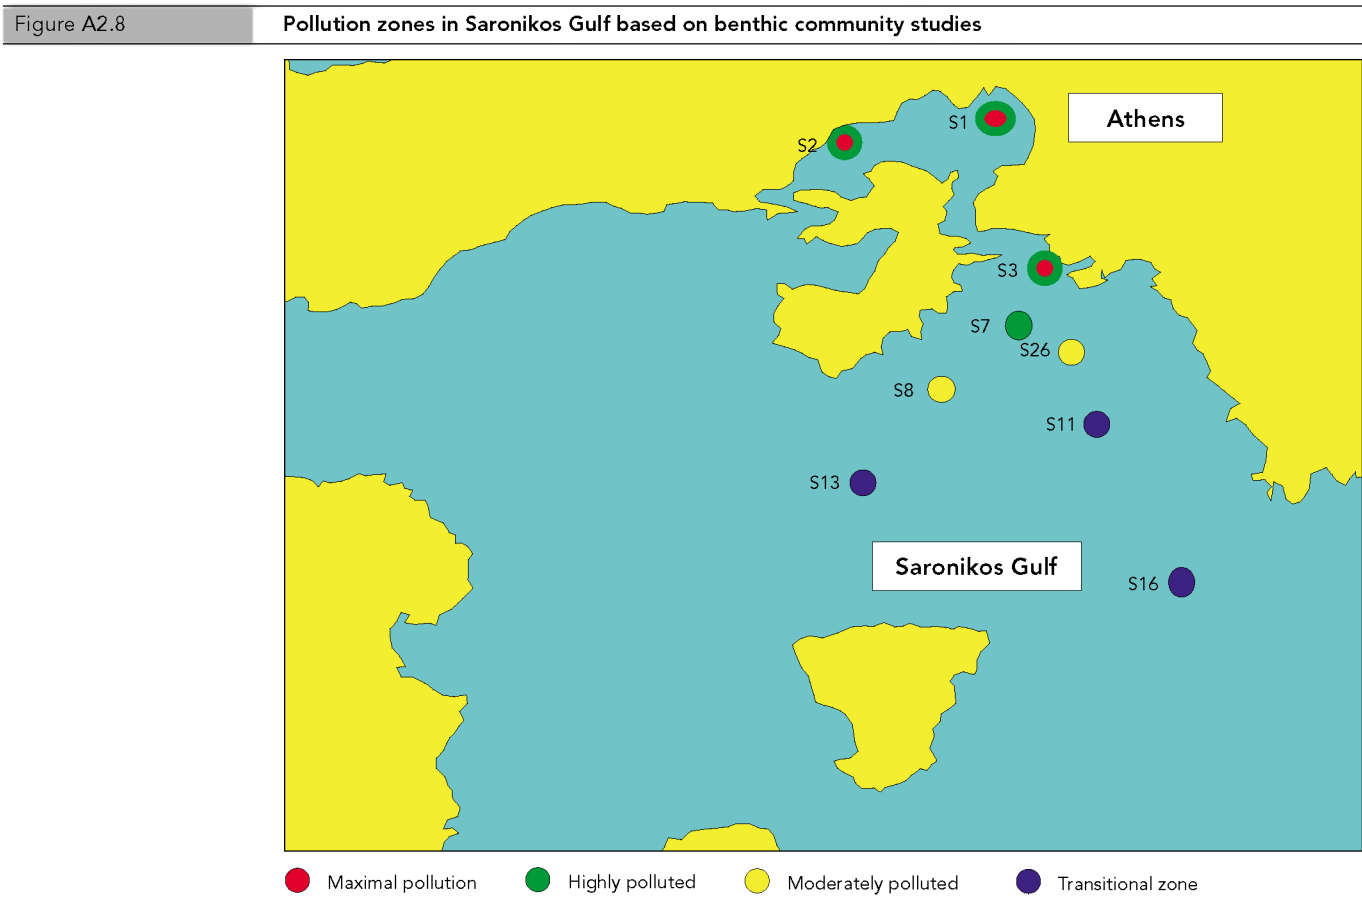 Figure A2.8
Pollution zones in Saronikos Gulf based on benthic community studies
Athens
S1
S2
S3
S7
S26
S8
S11
S13
Saronikos Gulf
S16
Maximal pollution
Highly polluted
Moderately polluted
Transitional zone